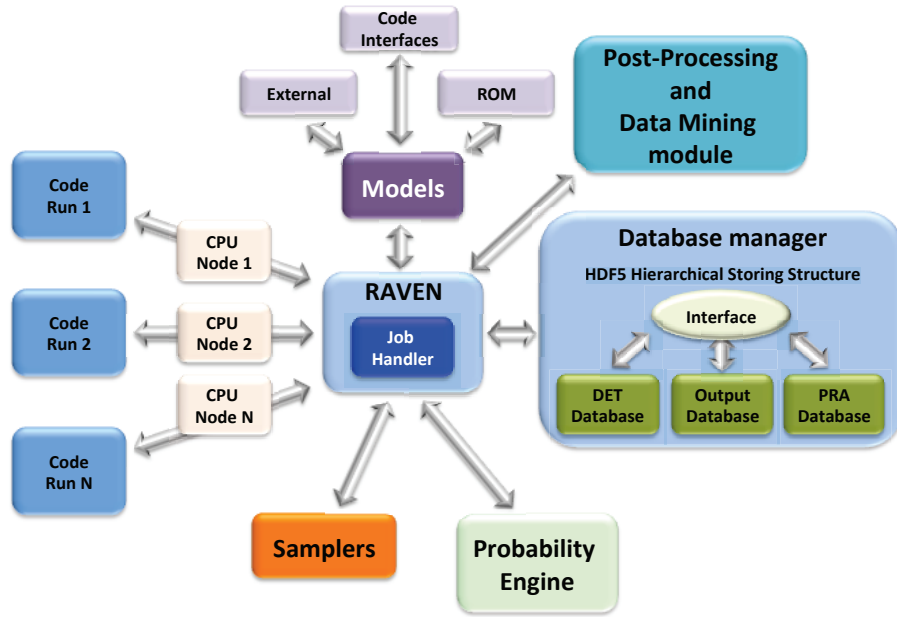 Code
Interfaces
External
ROM
Models
Post-Processing
and
Data Mining
module
Code
Run 1
CPU
Node 1
Code
Run 2
CPU
Node 2
Code
Run N
CPU
Node N
RAVEN
Job
Handler
Database manager
HDF5 Hierarchical Storing Structure
Interface
DET
Database
Output
Database
PRA
Database
Samplers
Probability
Engine